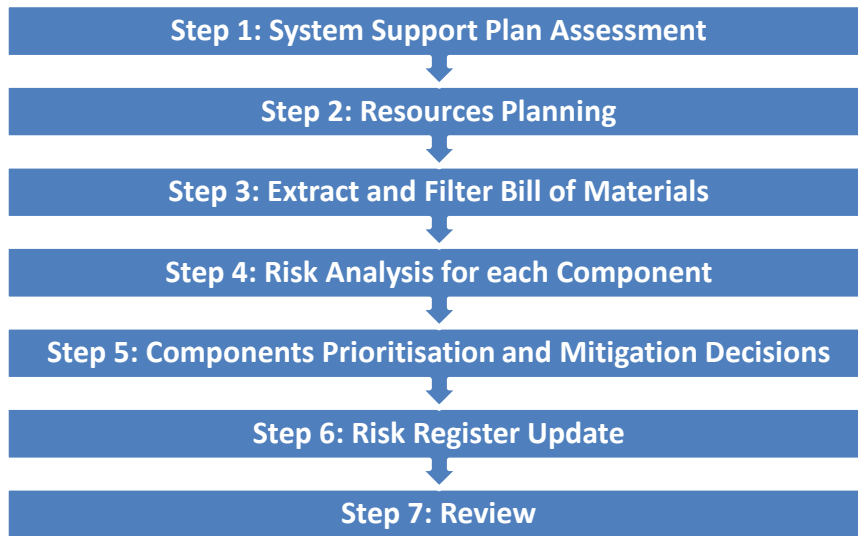 Step 1: System Support Plan Assessment
Step 2: Resources Planning
Step 3: Extract and Filter Bill of Materials
Step 4: Risk Analysis for each Component
Step 5: Components Prioritisation and Mitigation Decisions
Step 6: Risk Register Update
Step 7: Review